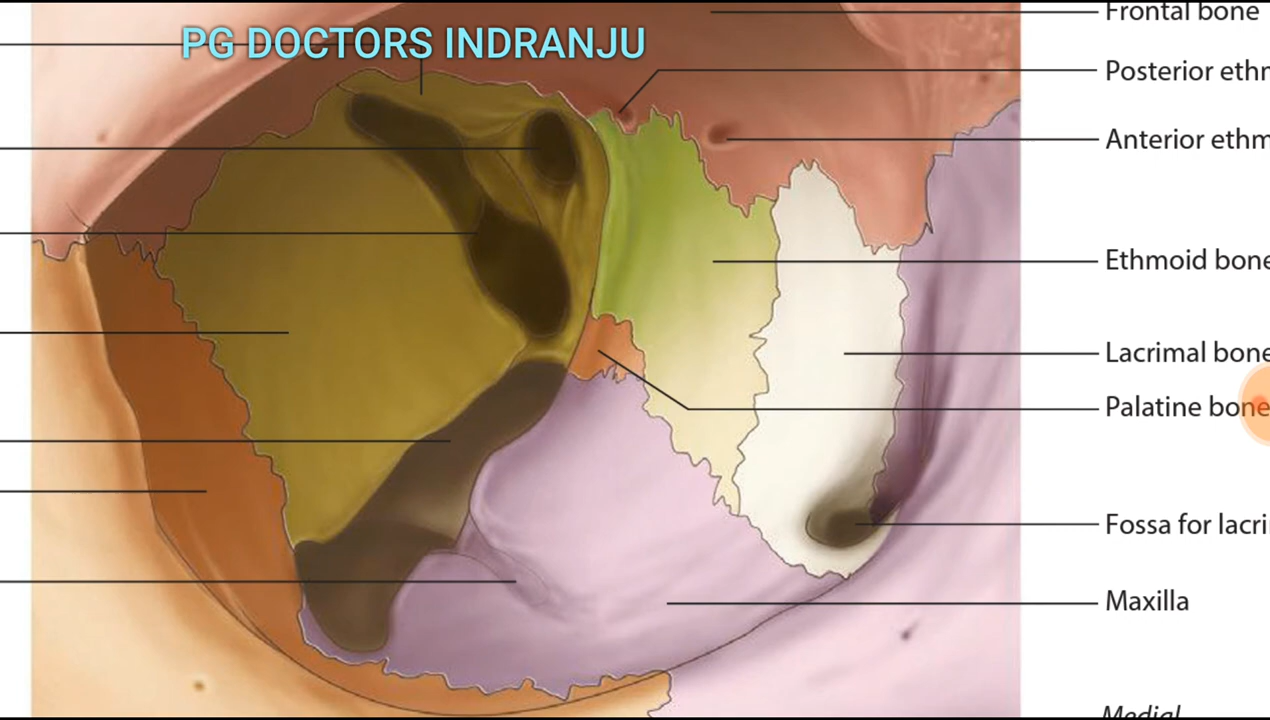 PG DOCTORS INDRANJU
Frontal bone
Posterior ethm
Anterior ethm
Ethmoid bone
Lacrimal bone
Palatine bone
Fossa for lacri
Maxilla
Medial